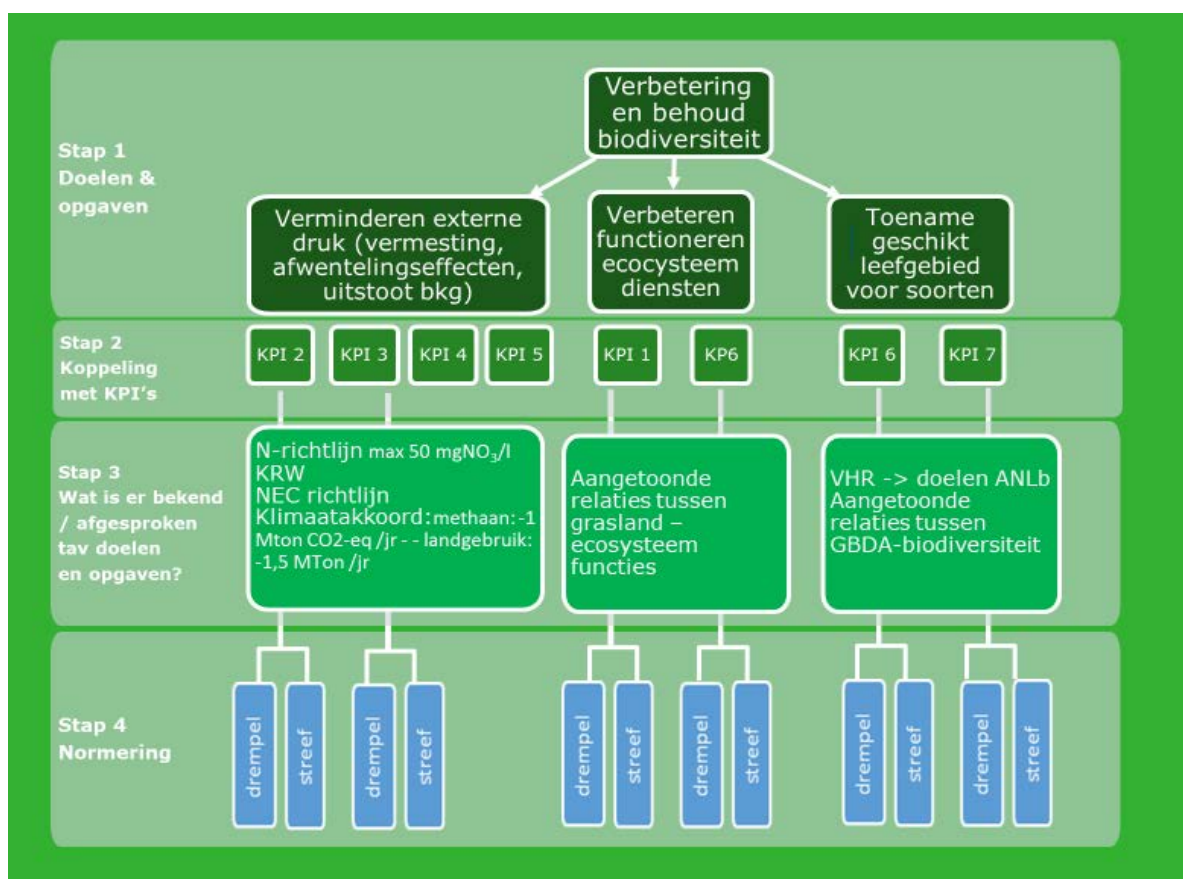 Stap 1
Doelen &
opgaven
Verbetering
en behoud
biodiversiteit
Verminderen externe
druk (vermesting,
afwentelingseffecten,
uitstoot bkg)
Verbeteren
functioneren
ecocysteem
diensten
Toename
geschikt
leefgebied
voor soorten
Stap 2
Koppeling
met KPI's
KPI 2
KPI 3
KPI 4
KPI 5
KPI 1
KP6
KPI 6
KPI 7
Stap 3
Wat is er bekend
/ afgesproken
tav doelen
en opgaven?
N-richtlijn max 50 mgNO₃/l
KRW
NEC richtlijn
Klimaatakkoord: methaan: -1
Mton CO2-eq /jr - - landgebruik:
-1,5 MTon /jr
Aangetoonde
relaties tussen
grasland –
ecosysteem
functies
VHR -> doelen ANLb
Aangetoonde
relaties tussen
GBDA-biodiversiteit
Stap 4
Normering
drempel
streef
drempel
streef
drempel
streef
drempel
streef
drempel
streef
drempel
streef